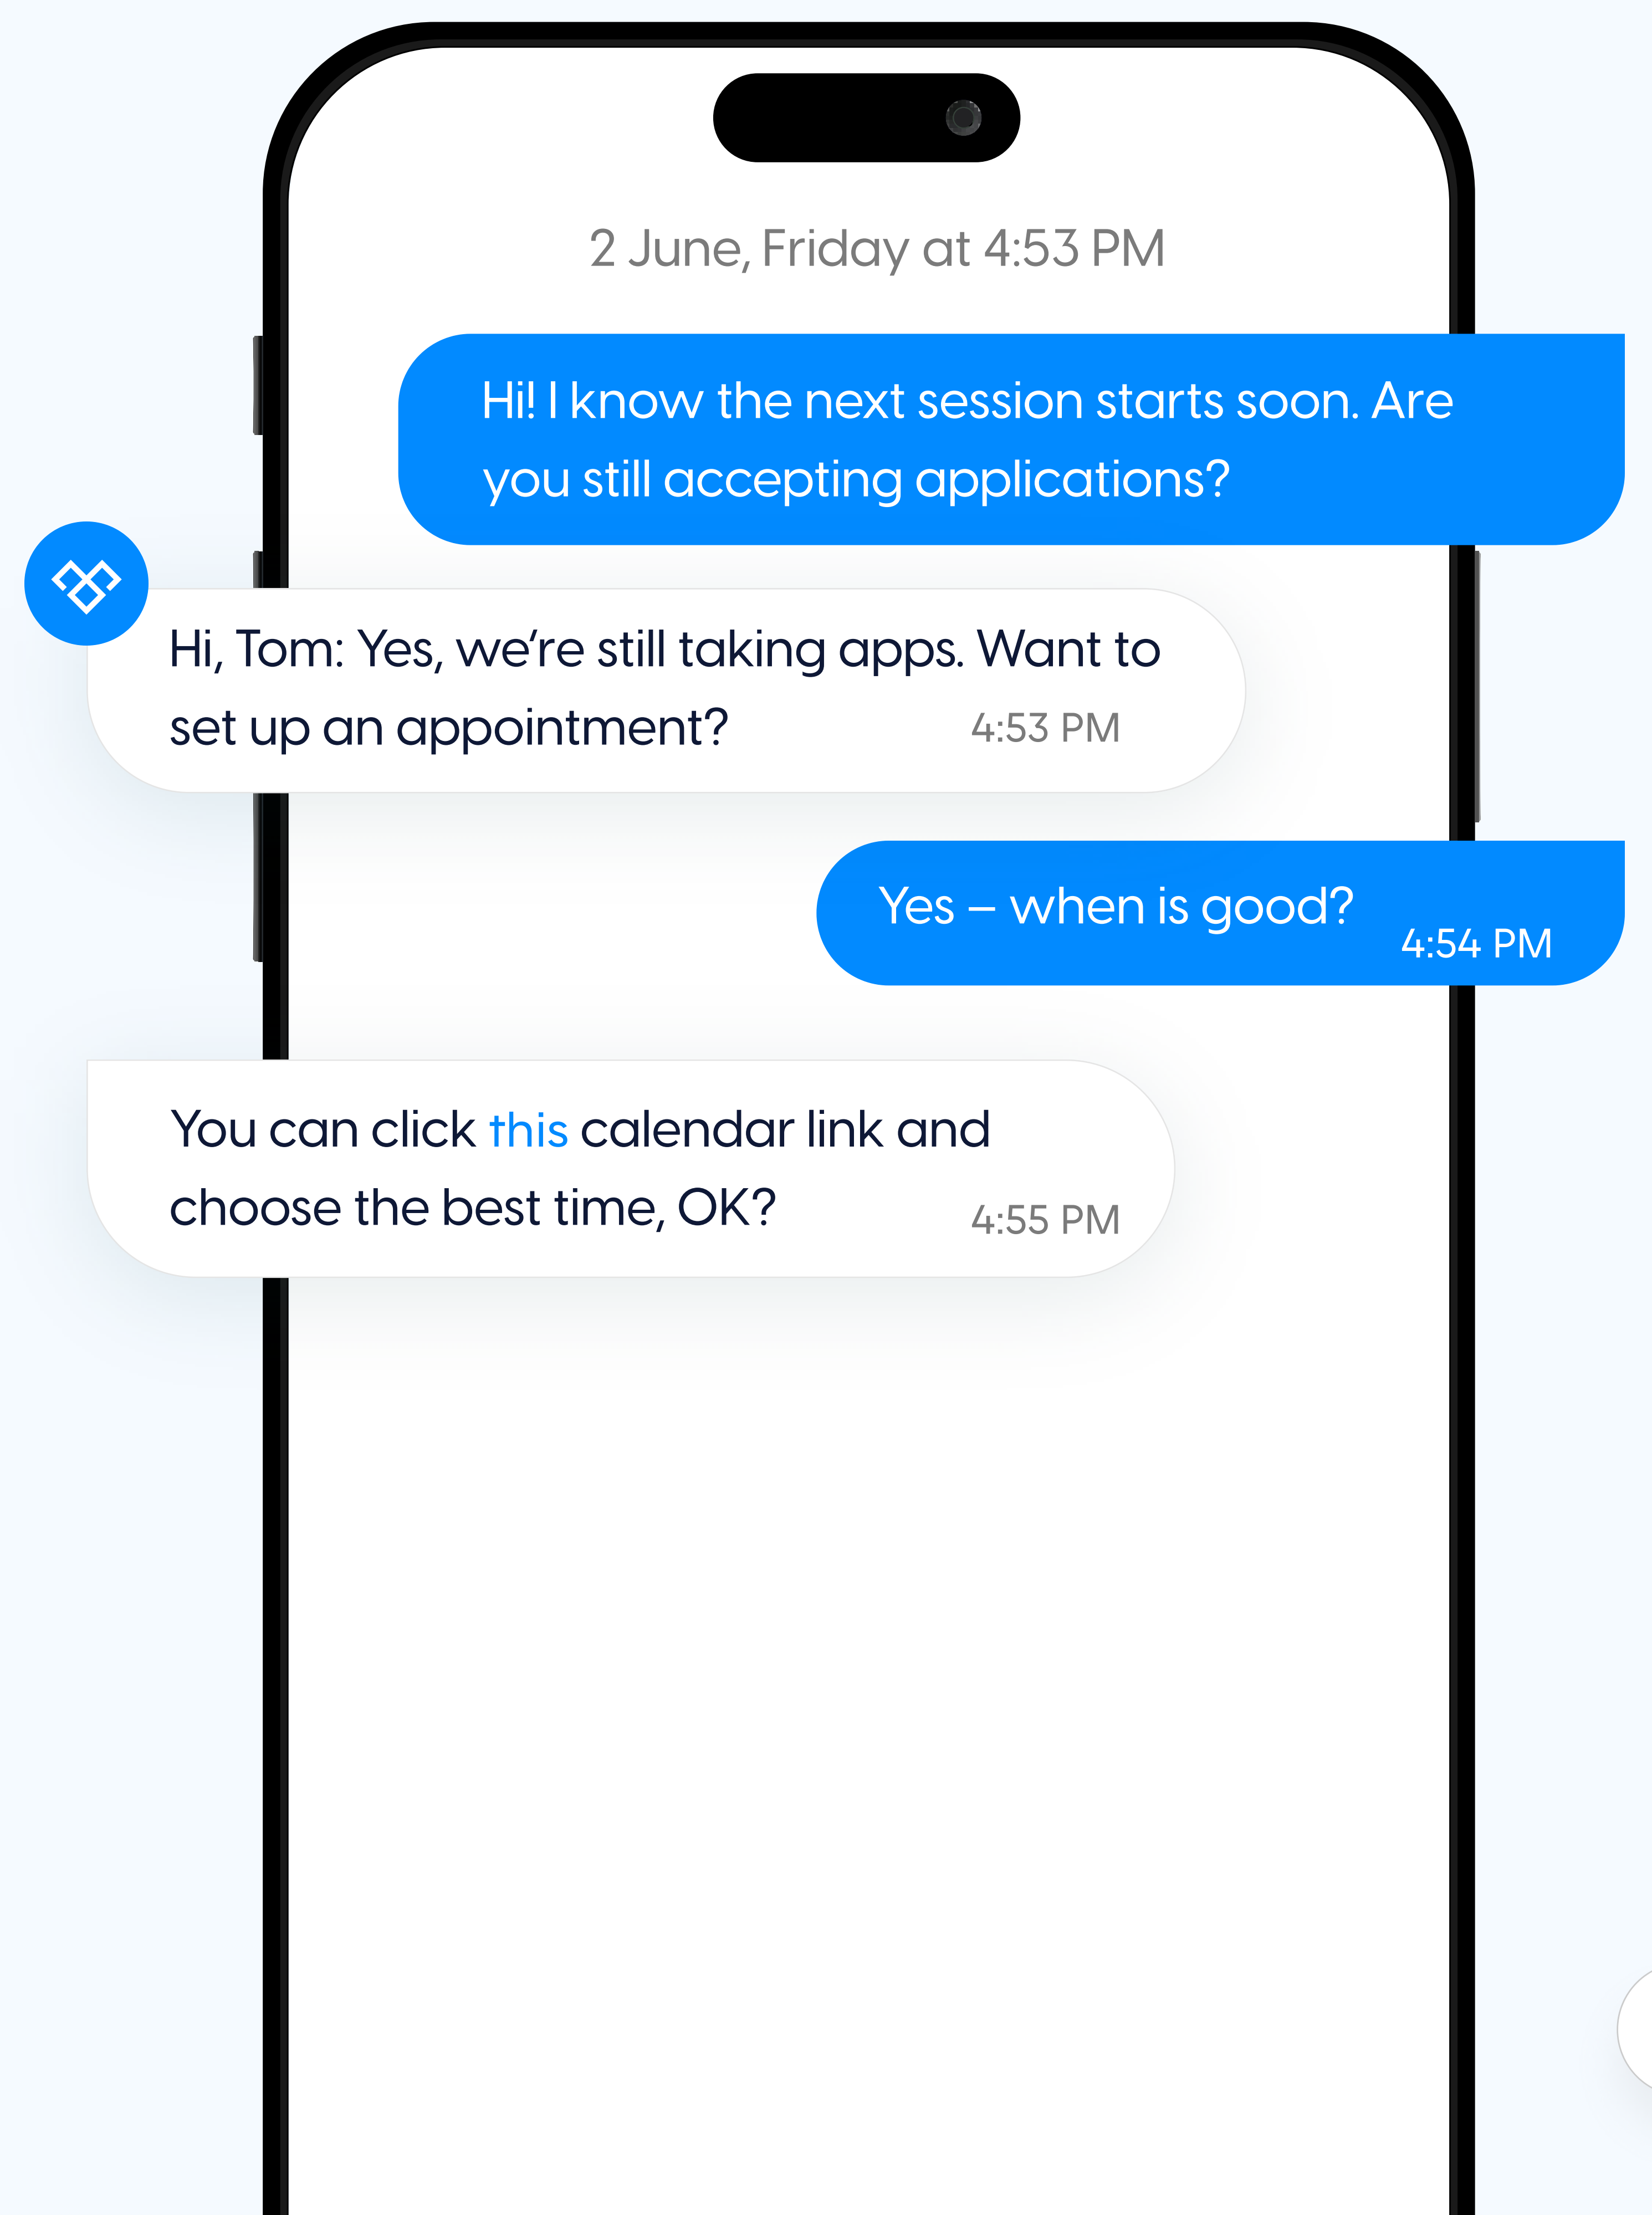 2 June, Friday at 4:53 PM
Hi! I know the next session starts soon. Are
you still accepting applications?
Hi, Tom: Yes, we’re still taking apps. Want to
set up an appointment?
4:53 PM
Yes – when is good?
4:54 PM
You can click this calendar link and
choose the best time, OK?
4:55 PM